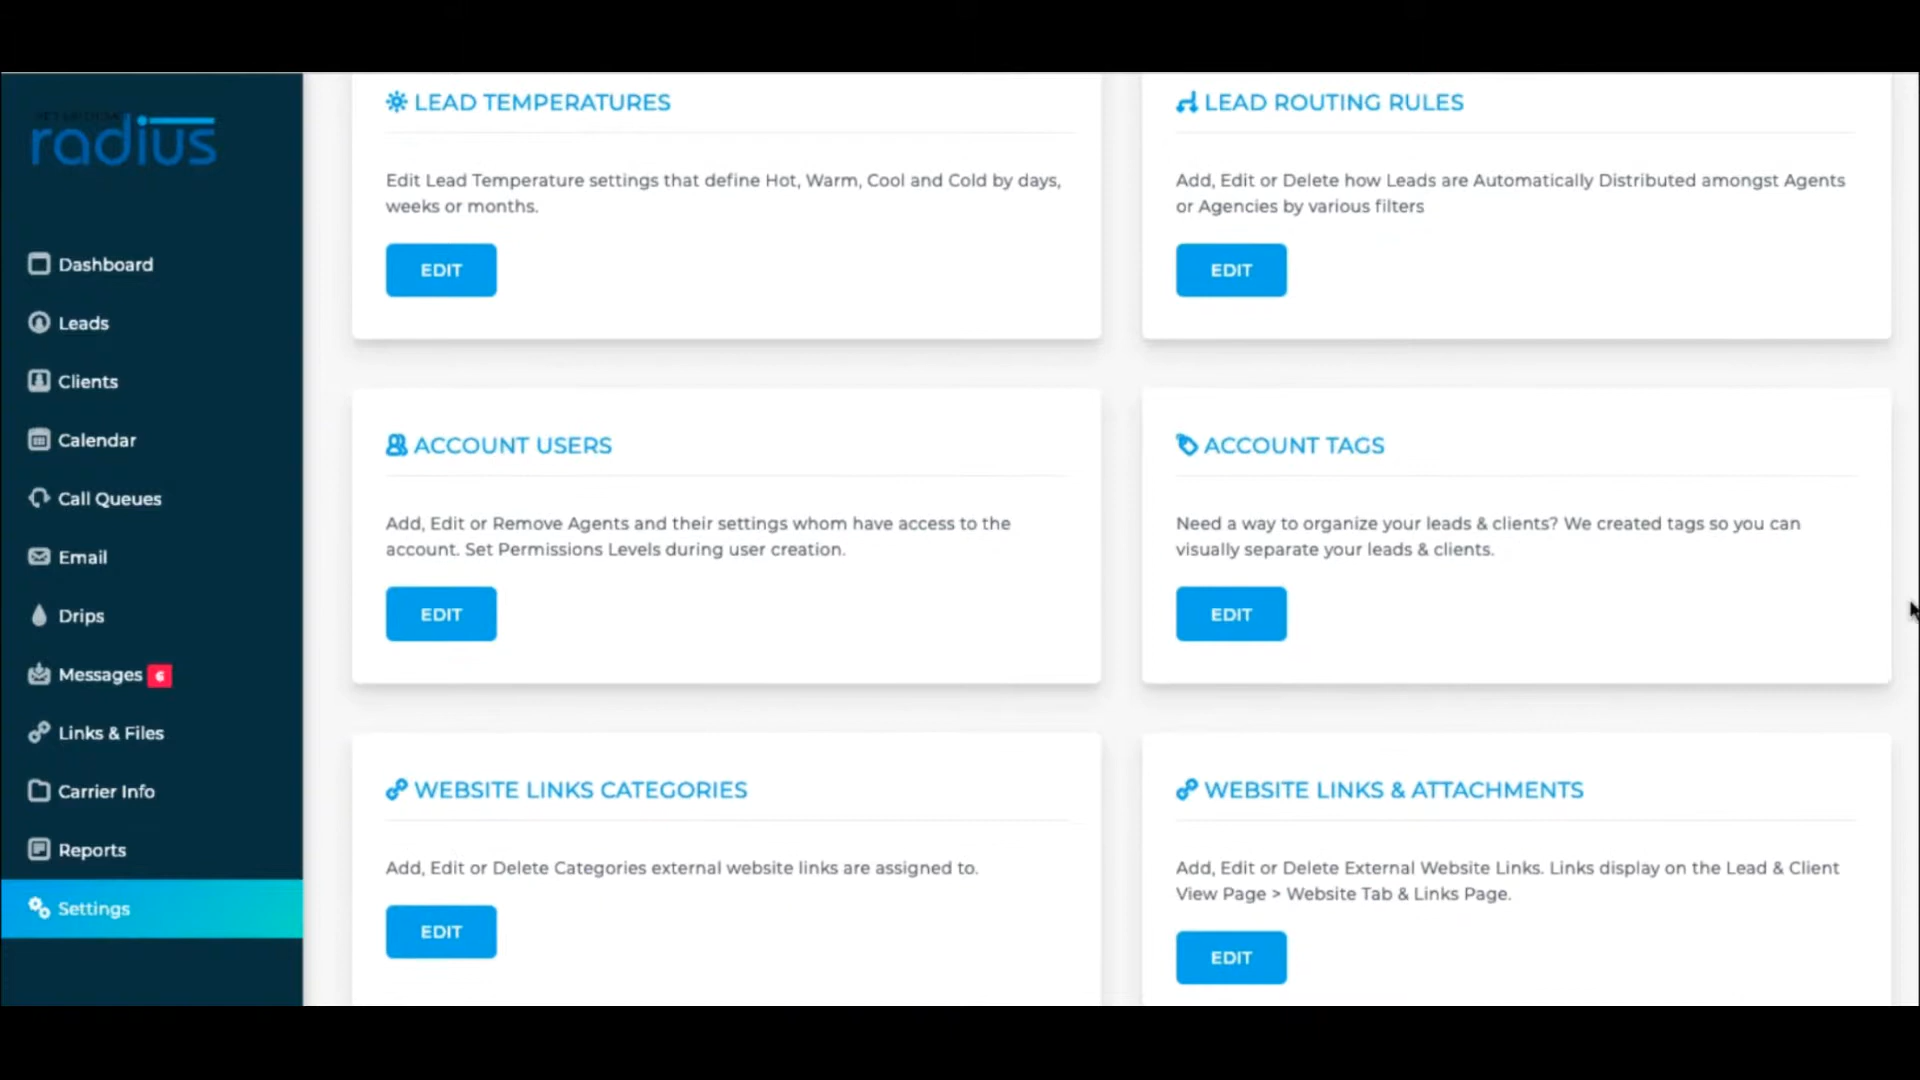 radius
Dashboard
Leads
Clients
Calendar
Call Queues
Email
Drips
Messages 6
Links & Files
Carrier Info
Reports
Settings
LEAD TEMPERATURES
Edit Lead Temperature settings that define Hot, Warm, Cool and Cold by days,
weeks or months.
EDIT
LEAD ROUTING RULES
Add, Edit or Delete how Leads are Automatically Distributed amongst Agents
or Agencies by various filters
EDIT
ACCOUNT USERS
Add, Edit or Remove Agents and their settings whom have access to the
account. Set Permissions Levels during user creation.
EDIT
ACCOUNT TAGS
Need a way to organize your leads & clients? We created tags so you can
visually separate your leads & clients.
EDIT
WEBSITE LINKS CATEGORIES
Add, Edit or Delete Categories external website links are assigned to.
EDIT
WEBSITE LINKS & ATTACHMENTS
Add, Edit or Delete External Website Links. Links display on the Lead & Client
View Page > Website Tab & Links Page.
EDIT